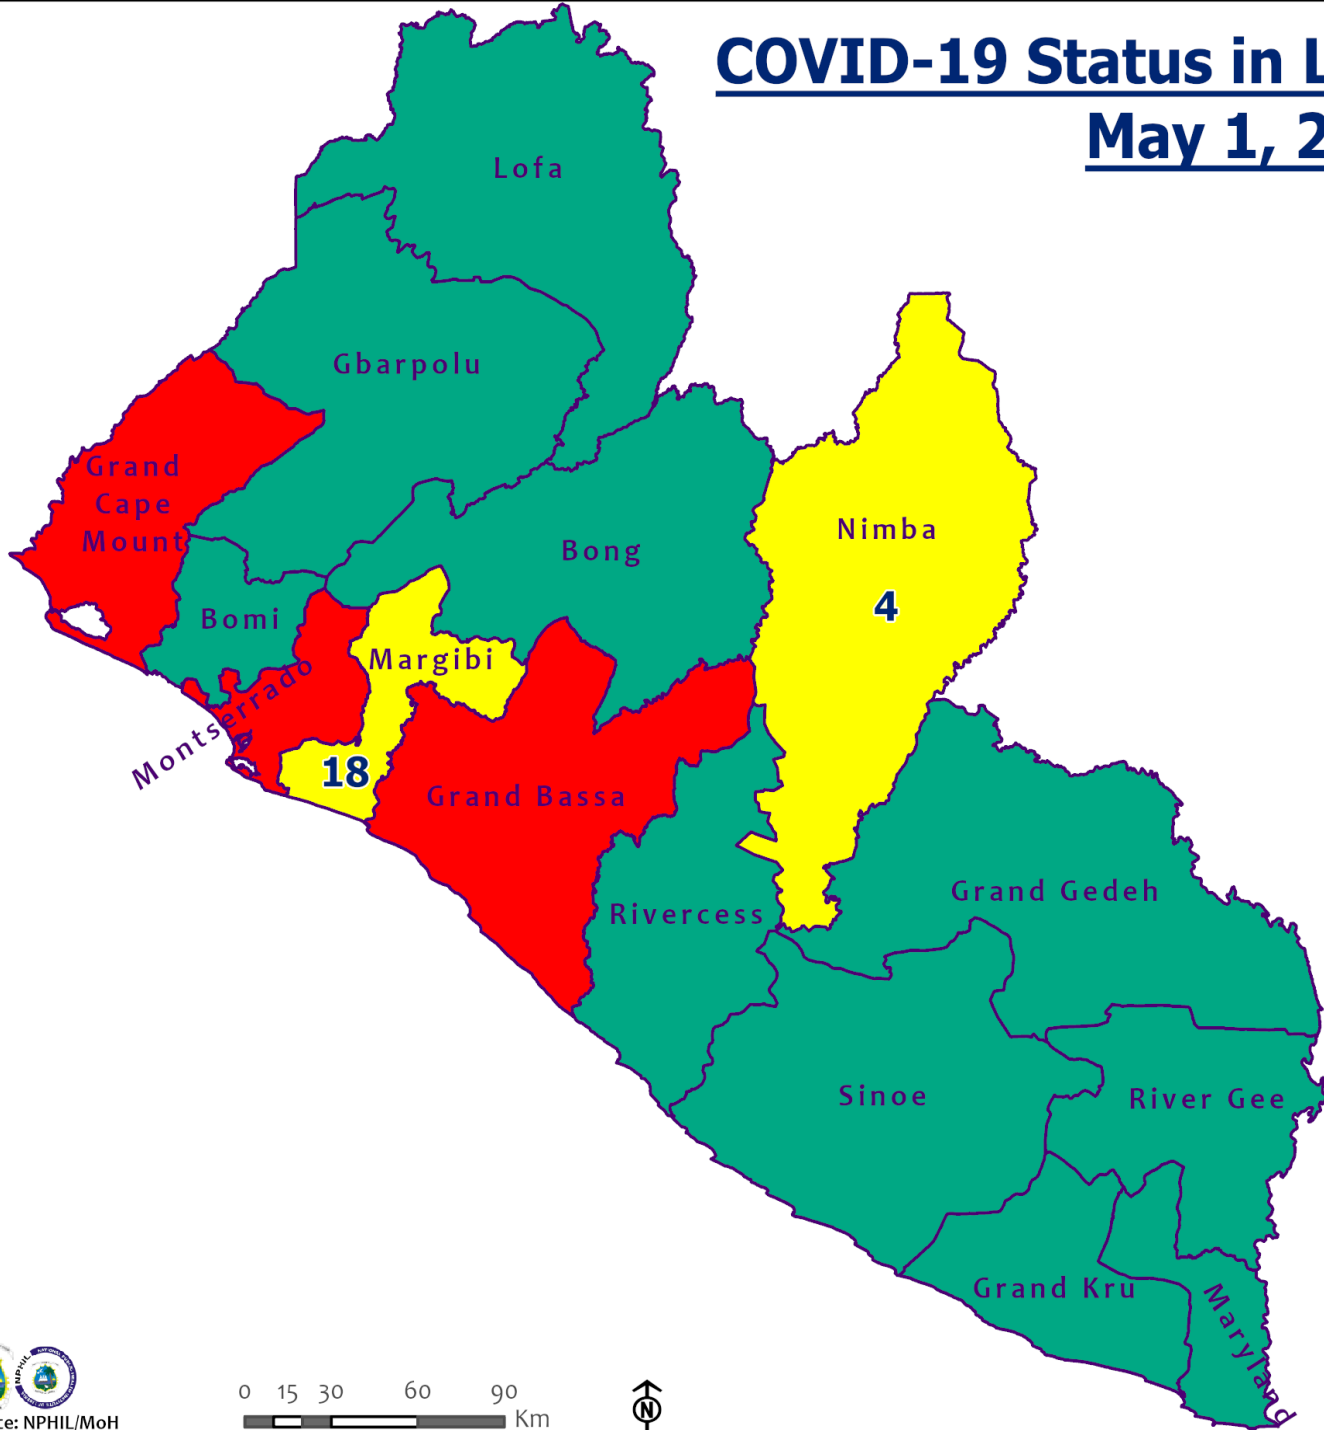 COVID-19 Status in L
May 1, 2
Lofa
Gbarpolu
Grand
Cape
Mount
Nimba
4
Bong
Bomi
Margibi
Montserrado
18
Grand Bassa
Grand Gedeh
Rivercess
Sinoe
River Gee
Grand Kru
Maryland
NPHIL
0 15 30 60 90
Km
N
ce: NPHIL/MoH